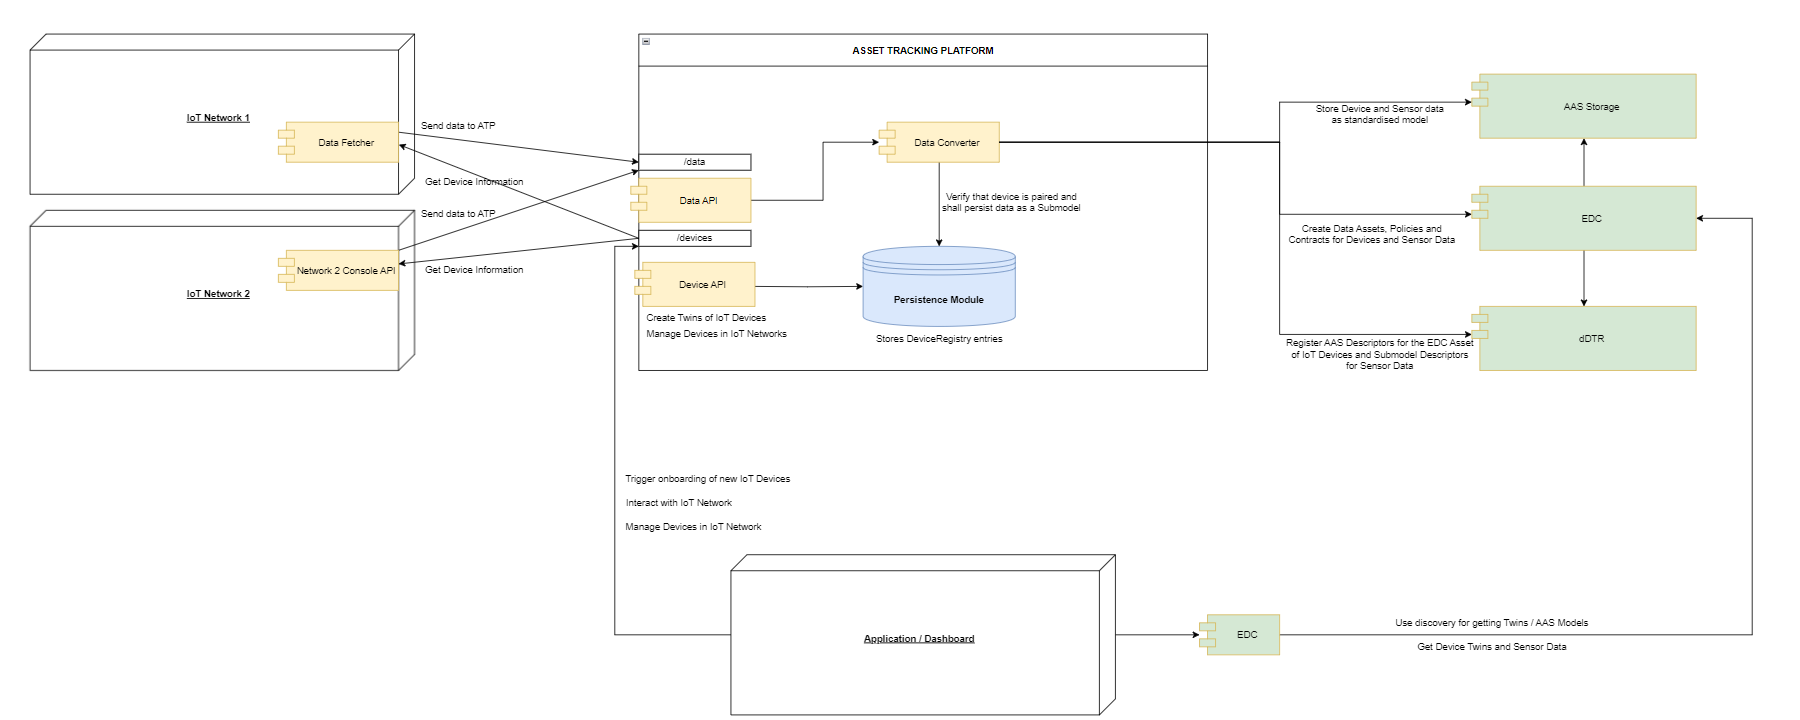 ASSET TRACKING PLATFORM
IoT Network 1
Data Fetcher
Send data to ATP
Get Device Information
Send data to ATP
Get Device Information
Network 2 Console API
IoT Network 2
/data
Data API
/devices
Device API
Create Twins of IoT Devices
Manage Devices in IoT Networks
Data Converter
Verify that device is paired and
shall persist data as a Submodel
Persistence Module
Stores DeviceRegistry entries
Store Device and Sensor data
as standardised model
AAS Storage
EDC
Create Data Assets, Policies and
Contracts for Devices and Sensor Data
dDTR
Register AAS Descriptors for the EDC Asset
of IoT Devices and Submodel Descriptors
for Sensor Data
Trigger onboarding of new IoT Devices
Interact with IoT Network
Manage Devices in IoT Network
Application / Dashboard
EDC
Use discovery for getting Twins / AAS Models
Get Device Twins and Sensor Data